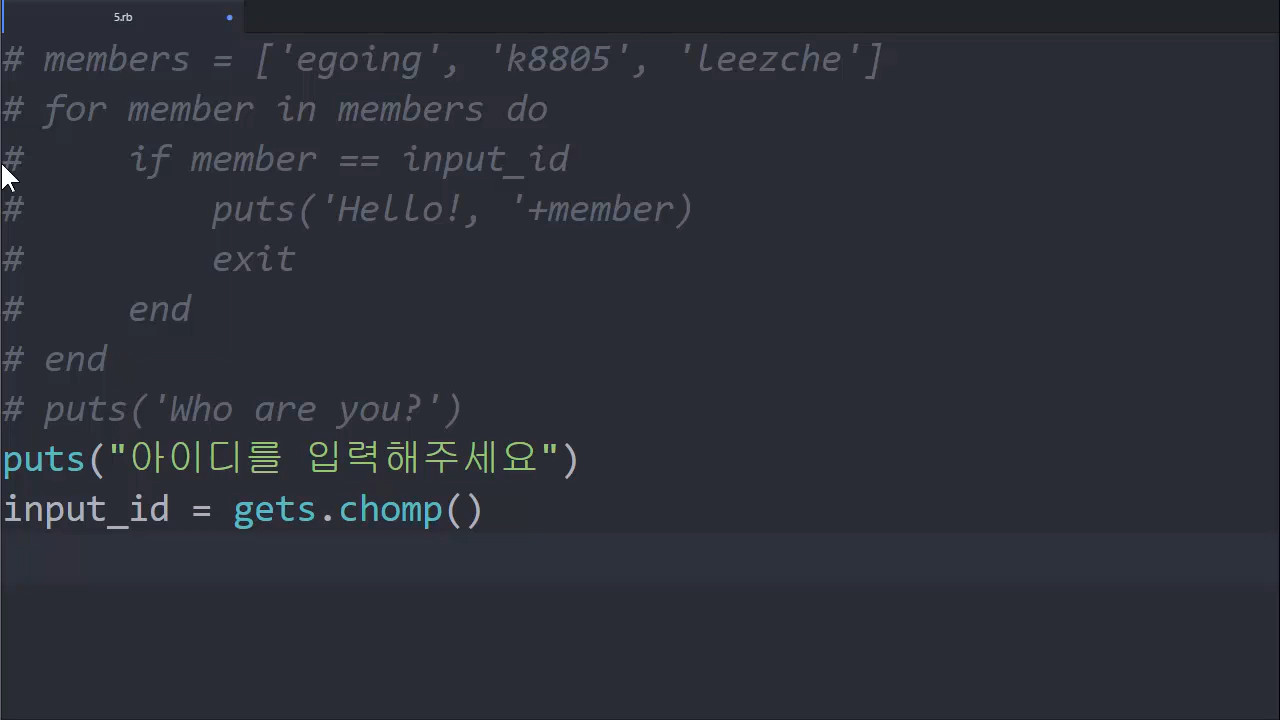 5.rb
# members = ['egoing', 'k8805', 'leezche']
# for member in members do
#     if member == input_id
#         puts('Hello!, '+member)
#         exit
#     end
# end
# puts('Who are you?')
puts("아이디를 입력해주세요")
input_id = gets.chomp()